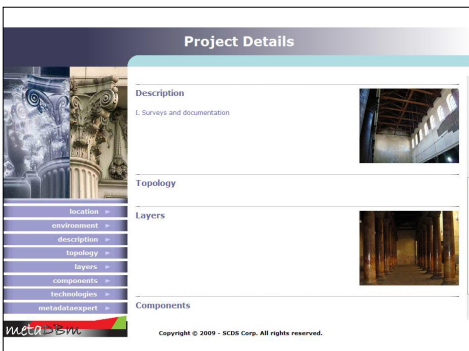 Project Details
Description
I. Surveys and documentation
Topology
Layers
Components
location
environment
description
topology
layers
components
technologies
metadataexpert
metaDBm
Copyright © 2009 - SCDS Corp. All rights reserved.